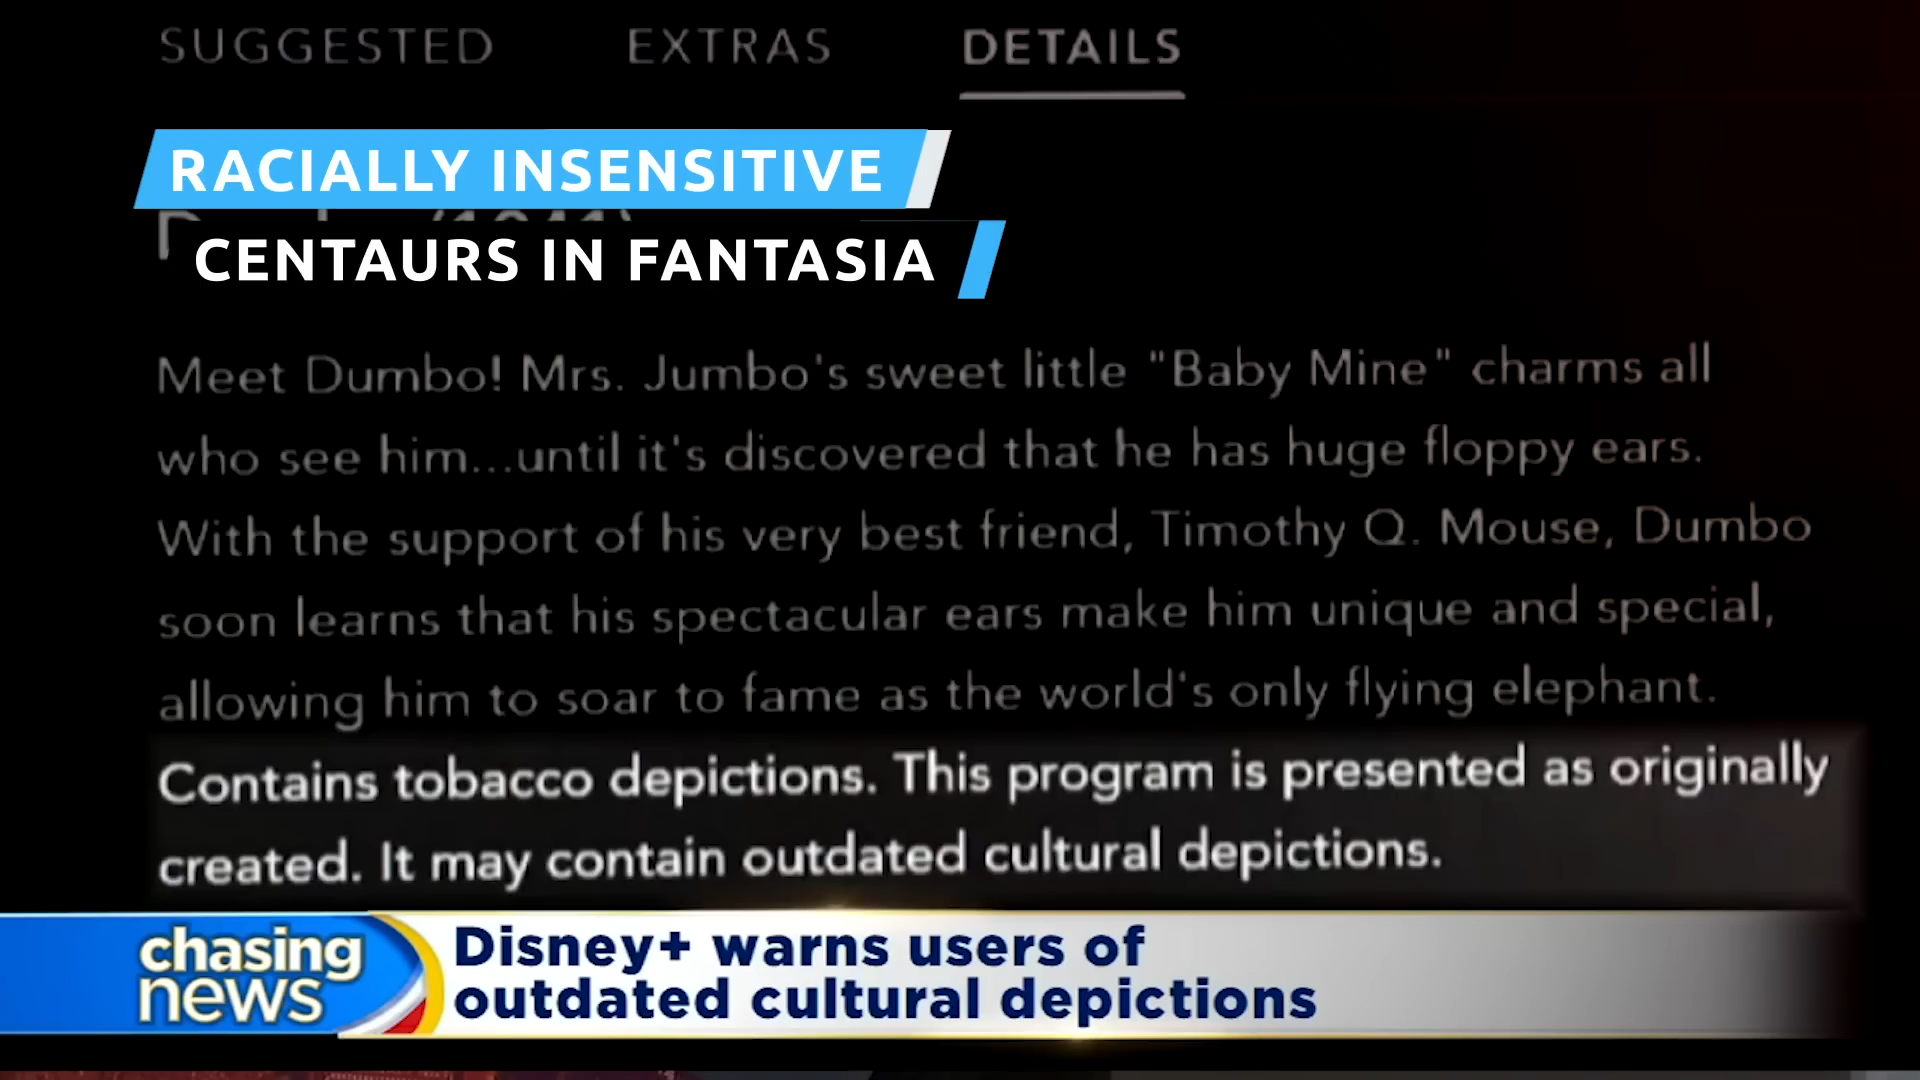 SUGGESTED EXTRAS DETAILS
RACIALLY INSENSITIVE
CENTAURS IN FANTASIA
Meet Dumbo! Mrs. Jumbo's sweet little "Baby Mine" charms all
who see him...until it's discovered that he has huge floppy ears.
With the support of his very best friend, Timothy Q. Mouse, Dumbo
soon learns that his spectacular ears make him unique and special,
allowing him to soar to fame as the world's only flying elephant.
Contains tobacco depictions. This program is presented as originally
created. It may contain outdated cultural depictions.
chasing
news
Disney+ warns users of
outdated cultural depictions